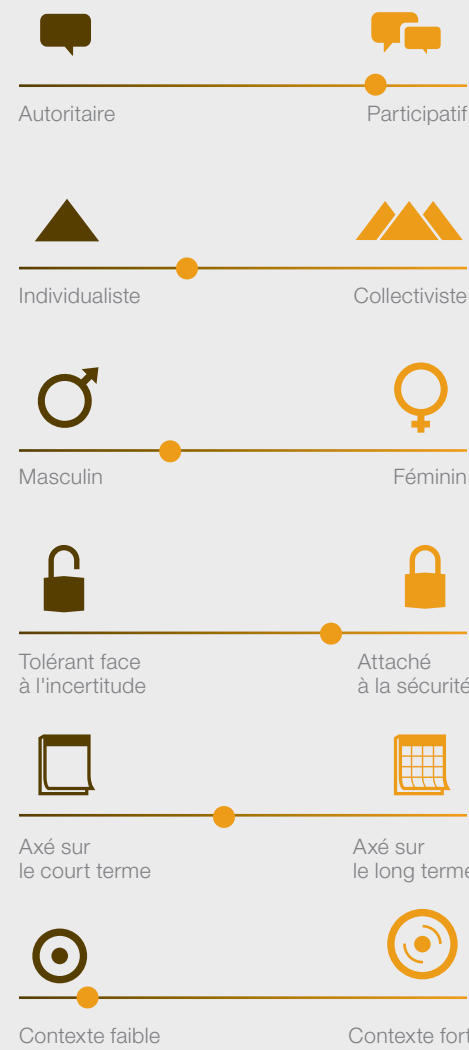 Autoritaire
Participatif
Individualiste
Collectiviste
Masculin
Féminin
Tolérant face
à l'incertitude
Attaché
à la sécurité
Axé sur
le court terme
Axé sur
le long terme
Contexte faible
Contexte fort